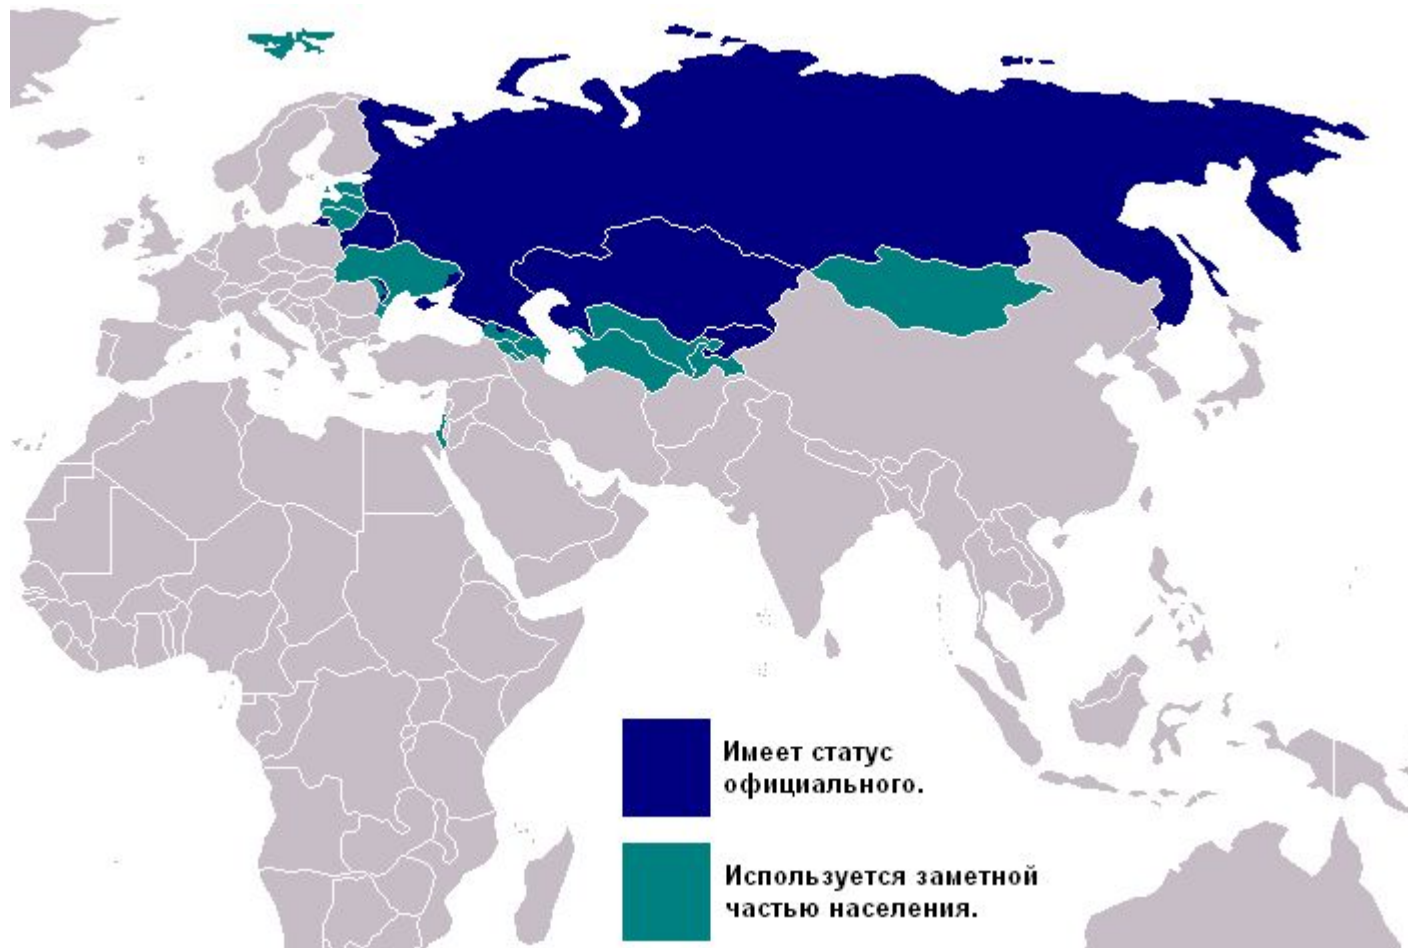 Имеет статус
официального.
Используется заметной
частью населения.